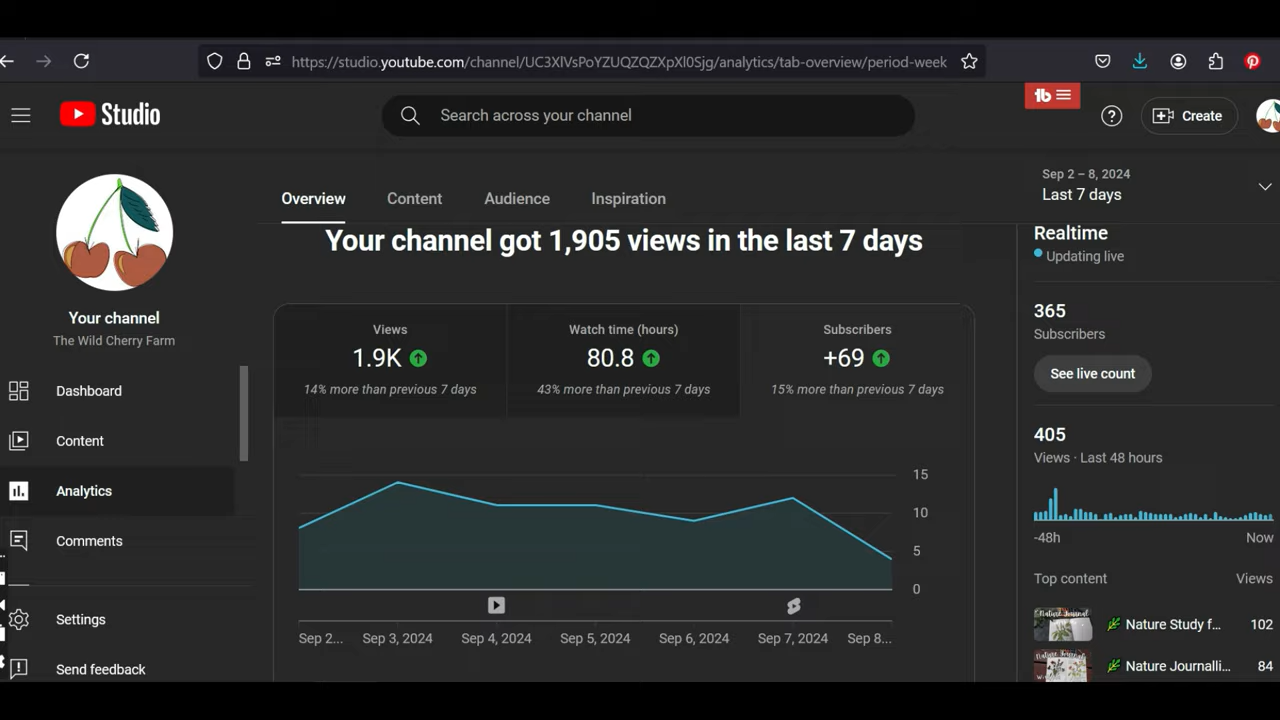 https://studio.youtube.com/channel/UC3XIVsPoYZUQZQZXpXl0Sjg/analytics/tab-overview/period-week
Studio
Search across your channel
Create
Your channel
The Wild Cherry Farm
Dashboard
Content
Analytics
Comments
Settings
Send feedback
Overview
Content
Audience
Inspiration
Sep 2 – 8, 2024
Last 7 days
Your channel got 1,905 views in the last 7 days
Views
1.9K
14% more than previous 7 days
Watch time (hours)
80.8
43% more than previous 7 days
Subscribers
+69
15% more than previous 7 days
15
10
5
0
Sep 2...
Sep 3, 2024
Sep 4, 2024
Sep 5, 2024
Sep 6, 2024
Sep 7, 2024
Sep 8...
Realtime
Updating live
365
Subscribers
See live count
405
Views · Last 48 hours
-48h
Now
Top content
Views
Nature Journal
Nature Study f...
102
Nature Journal
Nature Journalli...
84